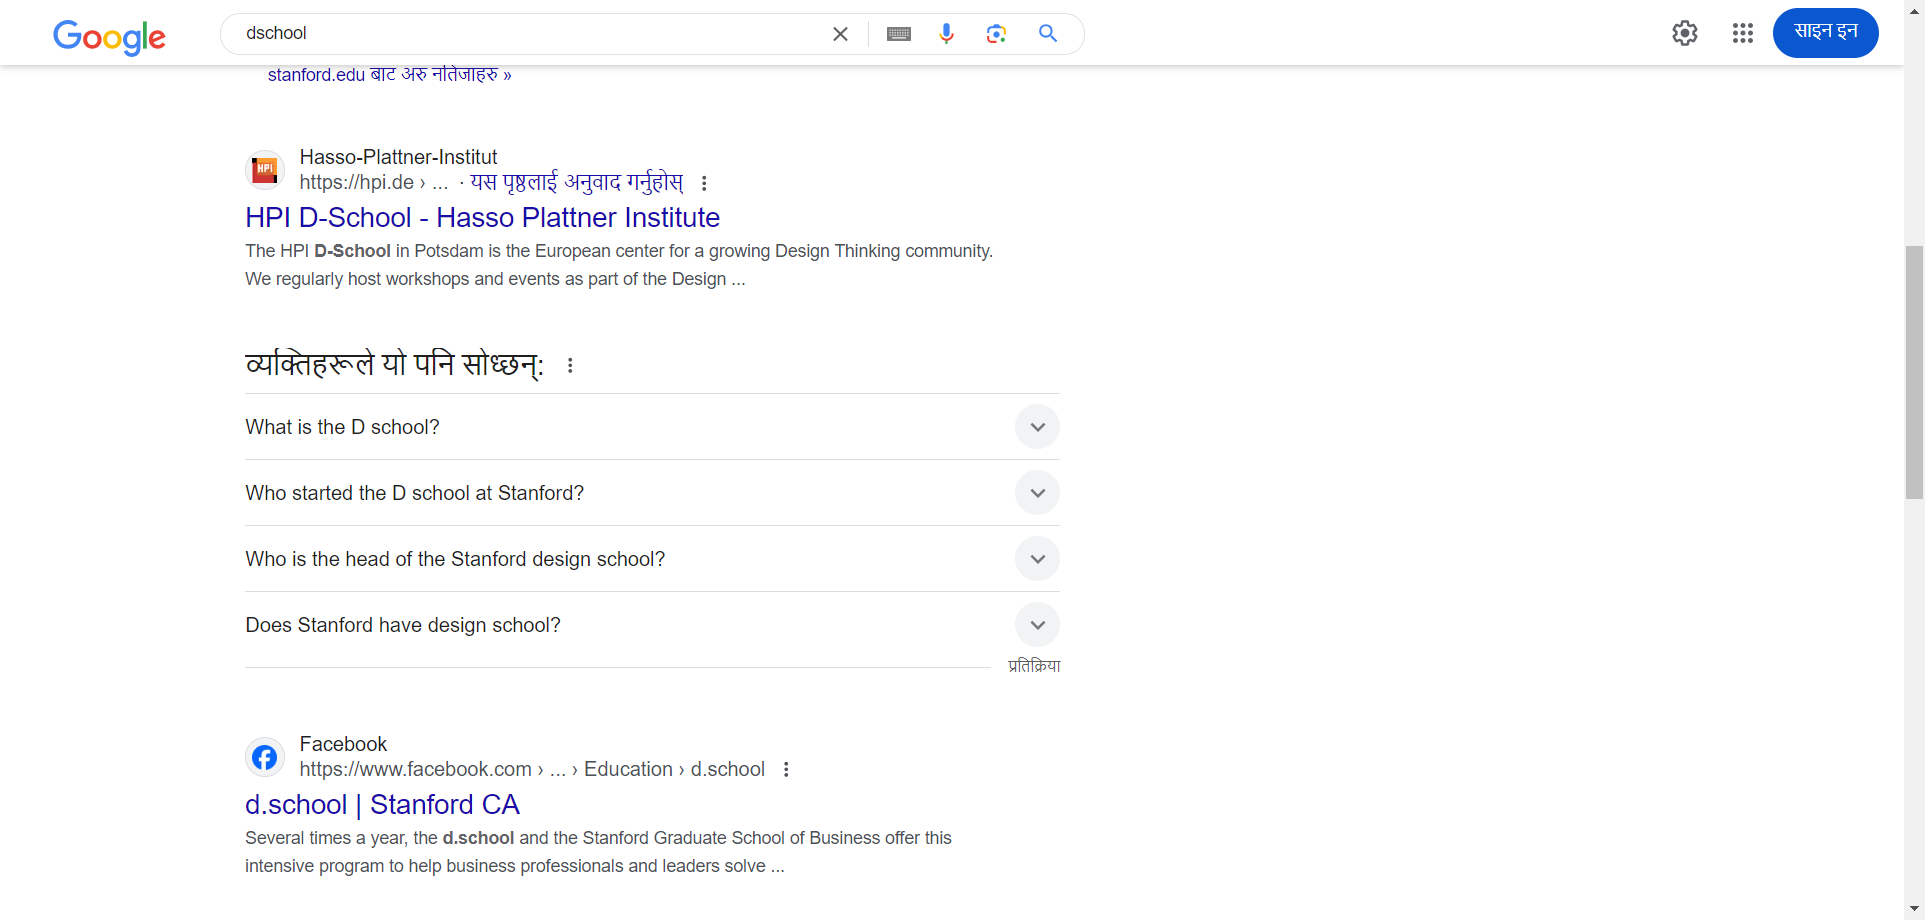 Google
dschool
साइन इन
stanford.edu बाट अरु नतिजाहरु »
HPI
Hasso-Plattner-Institut
https://hpi.de › ... · यस पृष्ठलाई अनुवाद गर्नुहोस्
HPI D-School - Hasso Plattner Institute
The HPI D-School in Potsdam is the European center for a growing Design Thinking community.
We regularly host workshops and events as part of the Design ...
व्यक्तिहरूले यो पनि सोध्छन्:
What is the D school?
Who started the D school at Stanford?
Who is the head of the Stanford design school?
Does Stanford have design school?
प्रतिक्रिया
Facebook
https://www.facebook.com › ... › Education › d.school
d.school | Stanford CA
Several times a year, the d.school and the Stanford Graduate School of Business offer this
intensive program to help business professionals and leaders solve ...